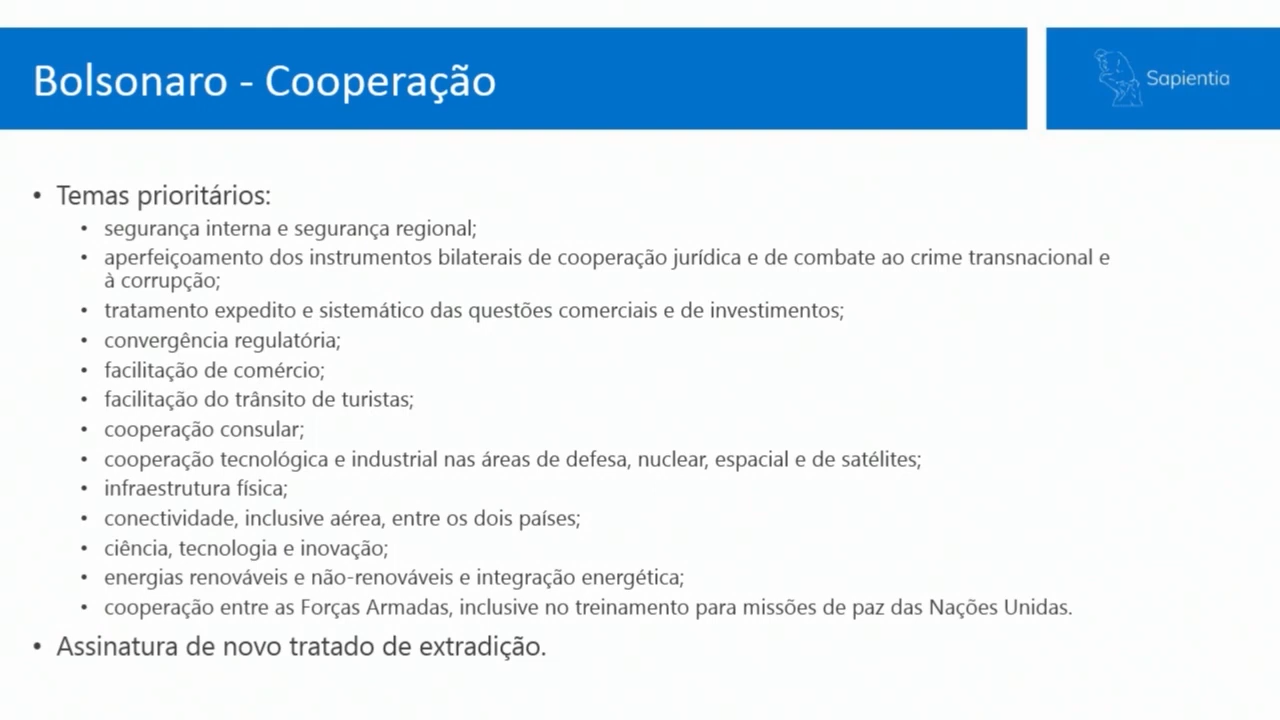 Bolsonaro - Cooperação
Sapientia
• Temas prioritários:
• segurança interna e segurança regional;
• aperfeiçoamento dos instrumentos bilaterais de cooperação jurídica e de combate ao crime transnacional e
à corrupção;
• tratamento expedito e sistemático das questões comerciais e de investimentos;
• convergência regulatória;
• facilitação de comércio;
• facilitação do trânsito de turistas;
• cooperação consular;
• cooperação tecnológica e industrial nas áreas de defesa, nuclear, espacial e de satélites;
• infraestrutura física;
• conectividade, inclusive aérea, entre os dois países;
• ciência, tecnologia e inovação;
• energias renováveis e não-renováveis e integração energética;
• cooperação entre as Forças Armadas, inclusive no treinamento para missões de paz das Nações Unidas.
• Assinatura de novo tratado de extradição.